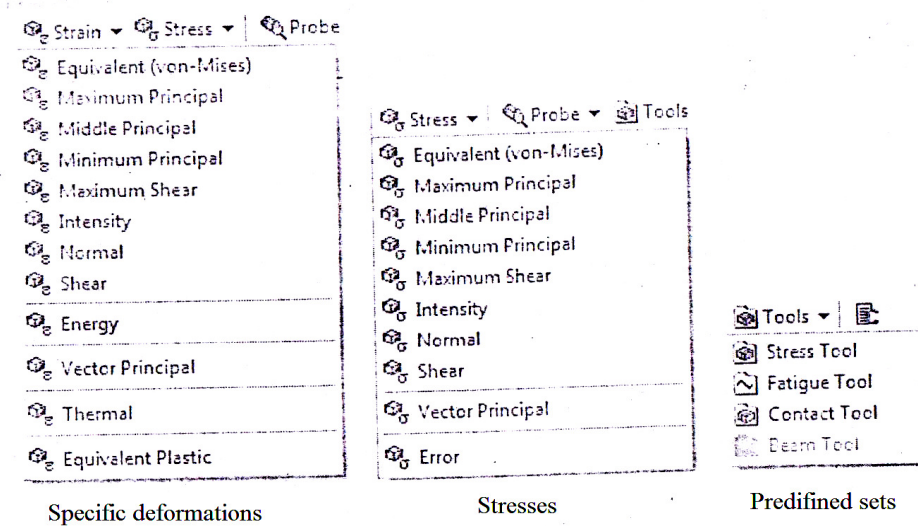 Strain Stress Probe
Equivalent (von-Mises)
Maximum Principal
Middle Principal
Minimum Principal
Maximum Shear
Intensity
Normal
Shear
Energy
Vector Principal
Thermal
Equivalent Plastic
Specific deformations
Stress Probe Tools
Equivalent (von-Mises)
Maximum Principal
Middle Principal
Minimum Principal
Maximum Shear
Intensity
Normal
Shear
Vector Principal
Error
Stresses
Tools
Stress Tool
Fatigue Tool
Contact Tool
Beam Tool
Predifined sets